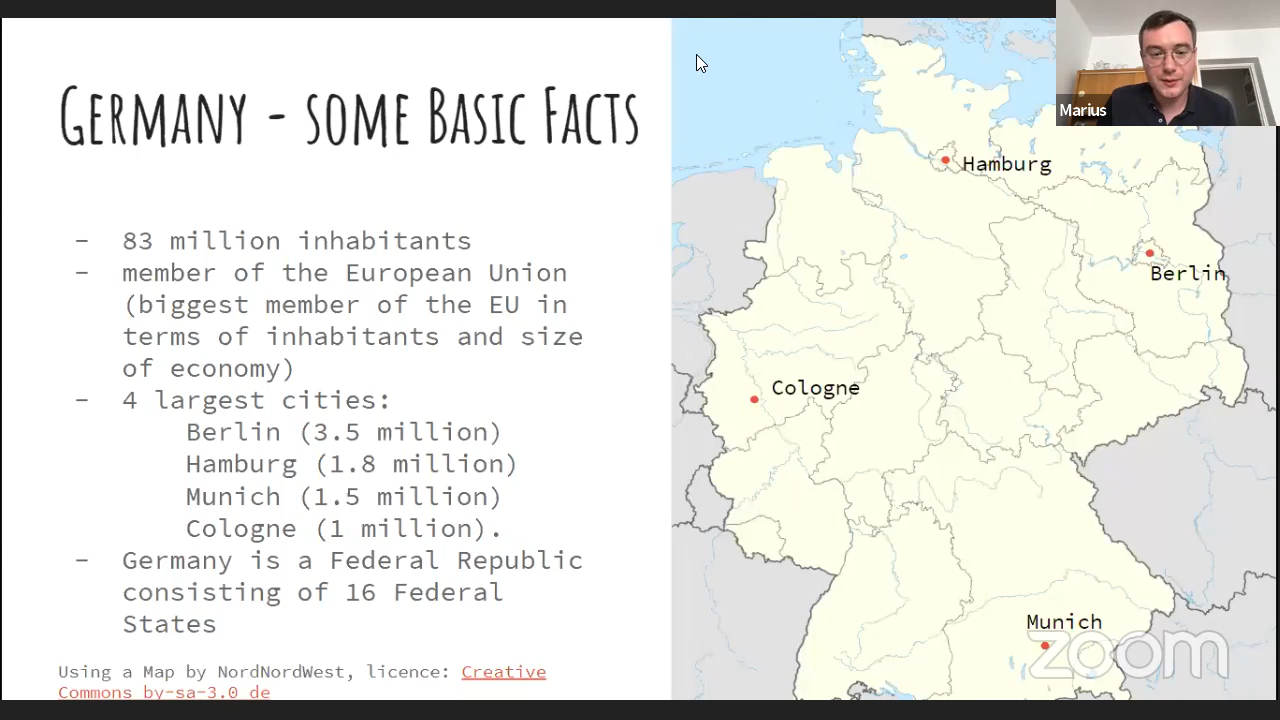 Germany - some Basic Facts
- 83 million inhabitants
- member of the European Union
(biggest member of the EU in
terms of inhabitants and size
of economy)
- 4 largest cities:
Berlin (3.5 million)
Hamburg (1.8 million)
Munich (1.5 million)
Cologne (1 million).
- Germany is a Federal Republic
consisting of 16 Federal
States
Using a Map by NordNordWest, licence: Creative
Commons by-sa-3.0 de
Marius
Hamburg
Berlin
Cologne
Munich
zoom